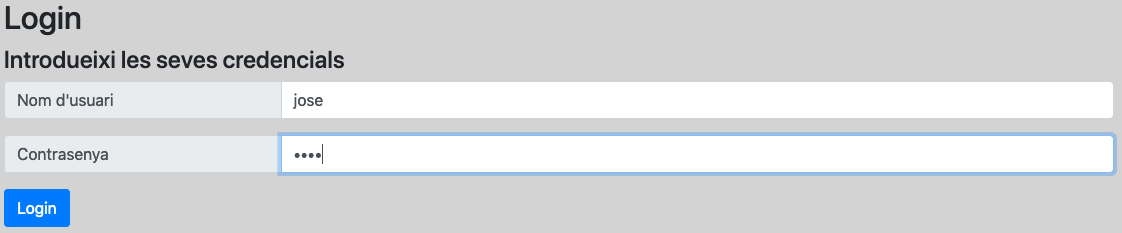 Login
Introdueixi les seves credencials
Nom d'usuari jose
Contrasenya ••••
Login